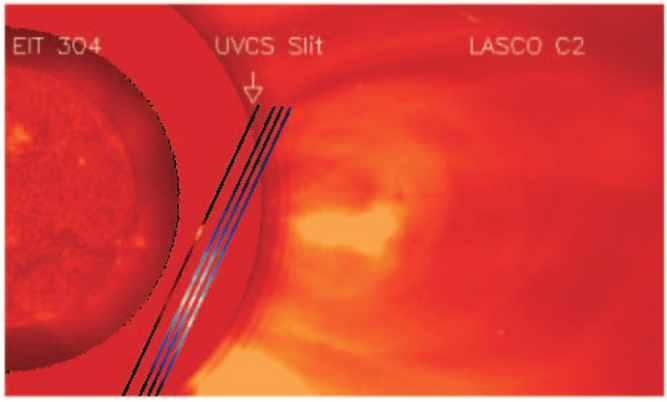 EIT 304
UVCS Slit
LASCO C2